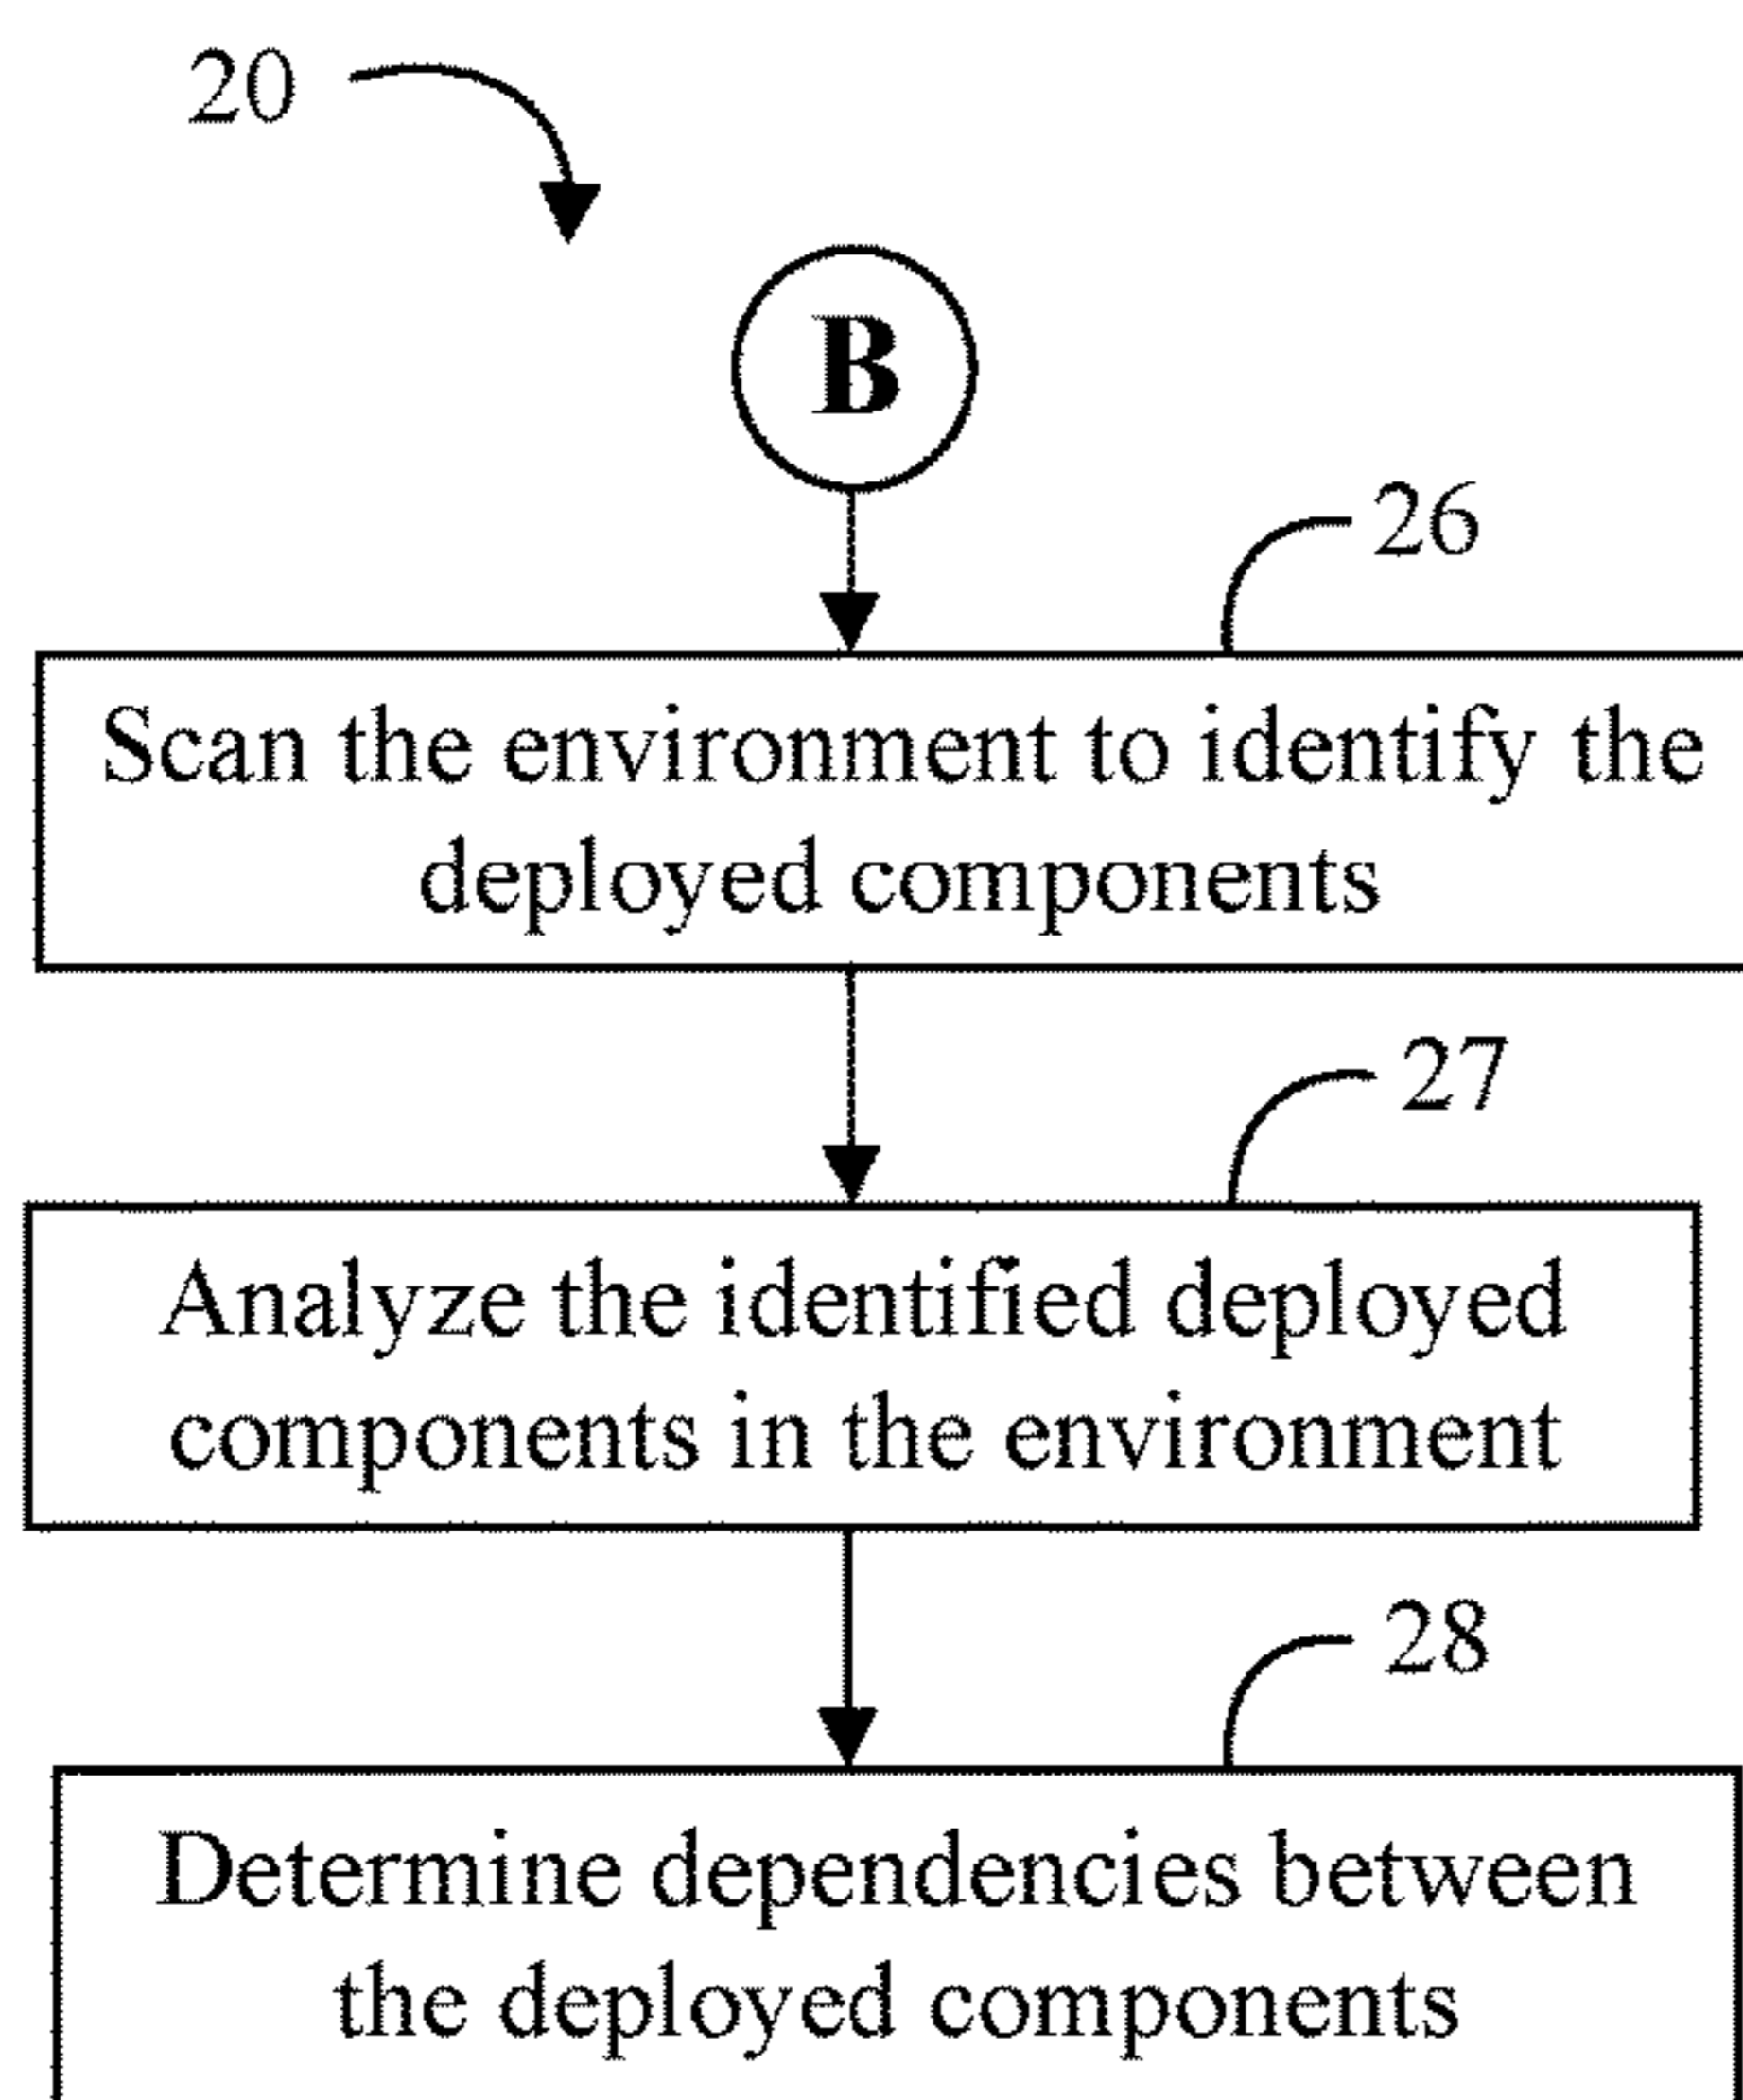 20
B
26
Scan the environment to identify the
deployed components
27
Analyze the identified deployed
components in the environment
28
Determine dependencies between
the deployed components